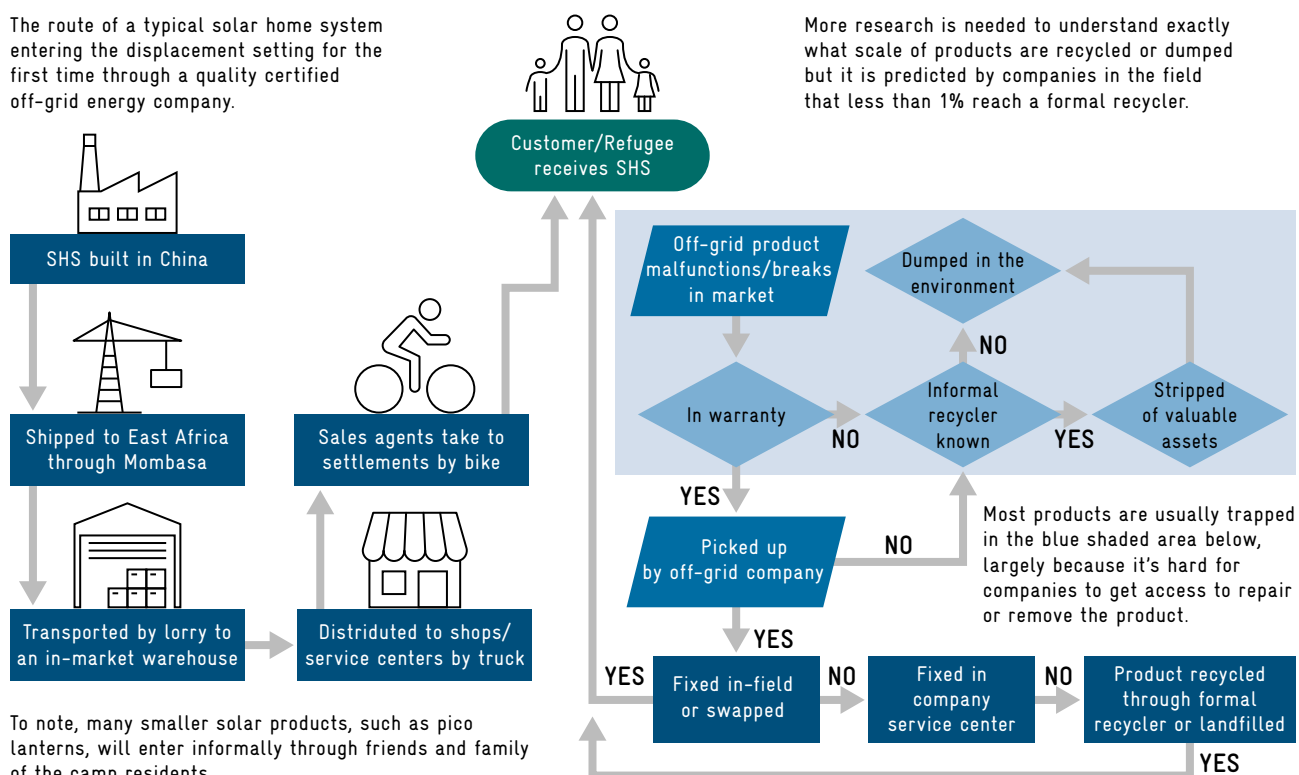 The route of a typical solar home system
entering the displacement setting for the
first time through a quality certified
off-grid energy company.
More research is needed to understand exactly
what scale of products are recycled or dumped
but it is predicted by companies in the field
that less than 1% reach a formal recycler.
Customer/Refugee
receives SHS
SHS built in China
Shipped to East Africa
through Mombasa
Transported by lorry to
an in-market warehouse
Distriduted to shops/
service centers by truck
Sales agents take to
settlements by bike
Off-grid product
malfunctions/breaks
in market
Dumped in the
environment
NO
In warranty
NO
Informal
recycler
known
YES
Stripped
of valuable
assets
YES
Picked up
by off-grid company
NO
Most products are usually trapped
in the blue shaded area below,
largely because it's hard for
companies to get access to repair
or remove the product.
YES
YES
Fixed in-field
or swapped
NO
Fixed in
company
service center
NO
Product recycled
through formal
recycler or landfilled
YES
To note, many smaller solar products, such as pico
lanterns, will enter informally through friends and family
of the camp residents